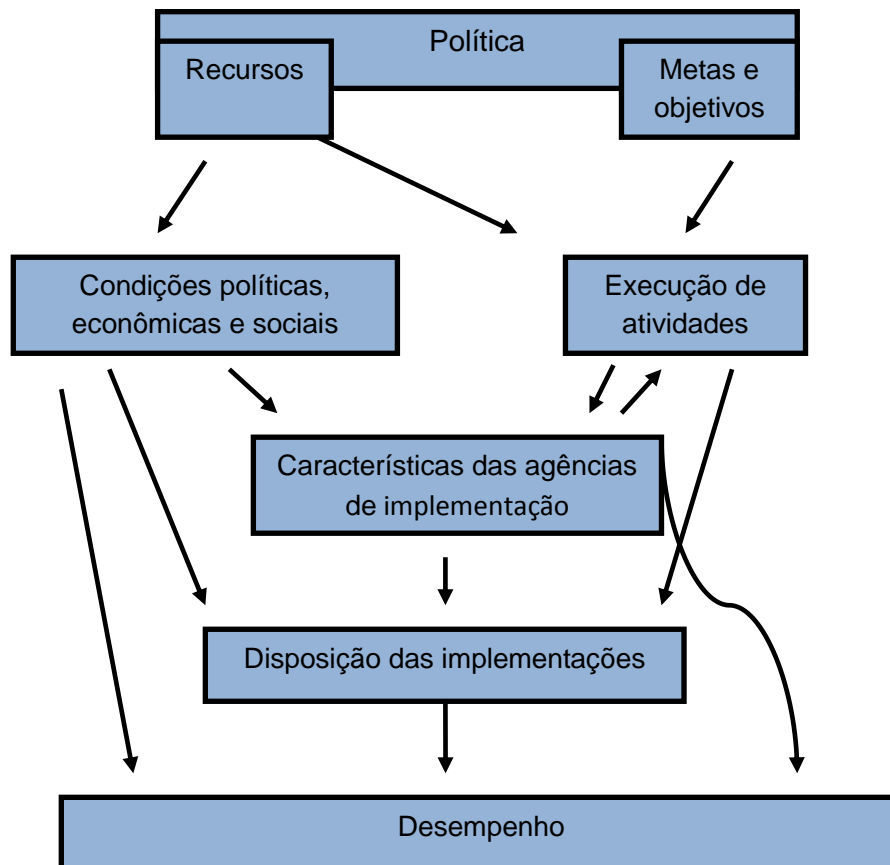 Política
Recursos
Metas e
objetivos
Condições políticas,
econômicas e sociais
Execução de
atividades
Características das agências
de implementação
Disposição das implementações
Desempenho